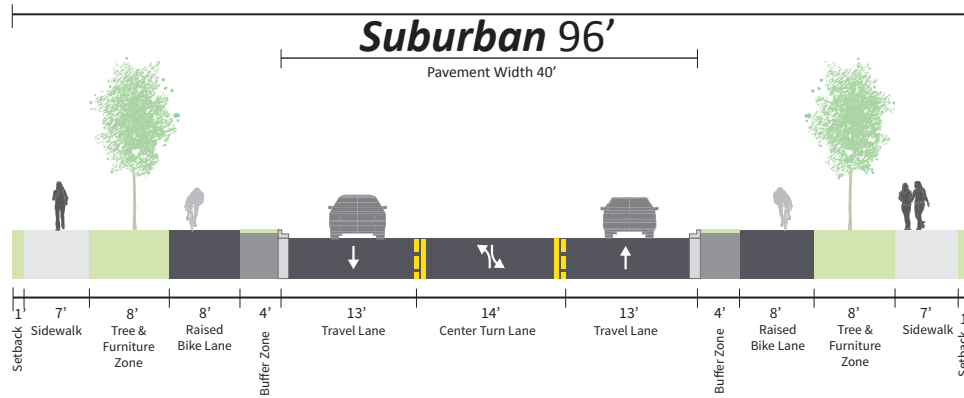 Suburban 96’
Pavement Width 40’
1’
Setback
7’
Sidewalk
8’
Tree &
Furniture
Zone
8’
Raised
Bike Lane
4’
Buffer Zone
13’
Travel Lane
14’
Center Turn Lane
13’
Travel Lane
4’
Buffer Zone
8’
Raised
Bike Lane
8’
Tree &
Furniture
Zone
7’
Sidewalk
1
Setback